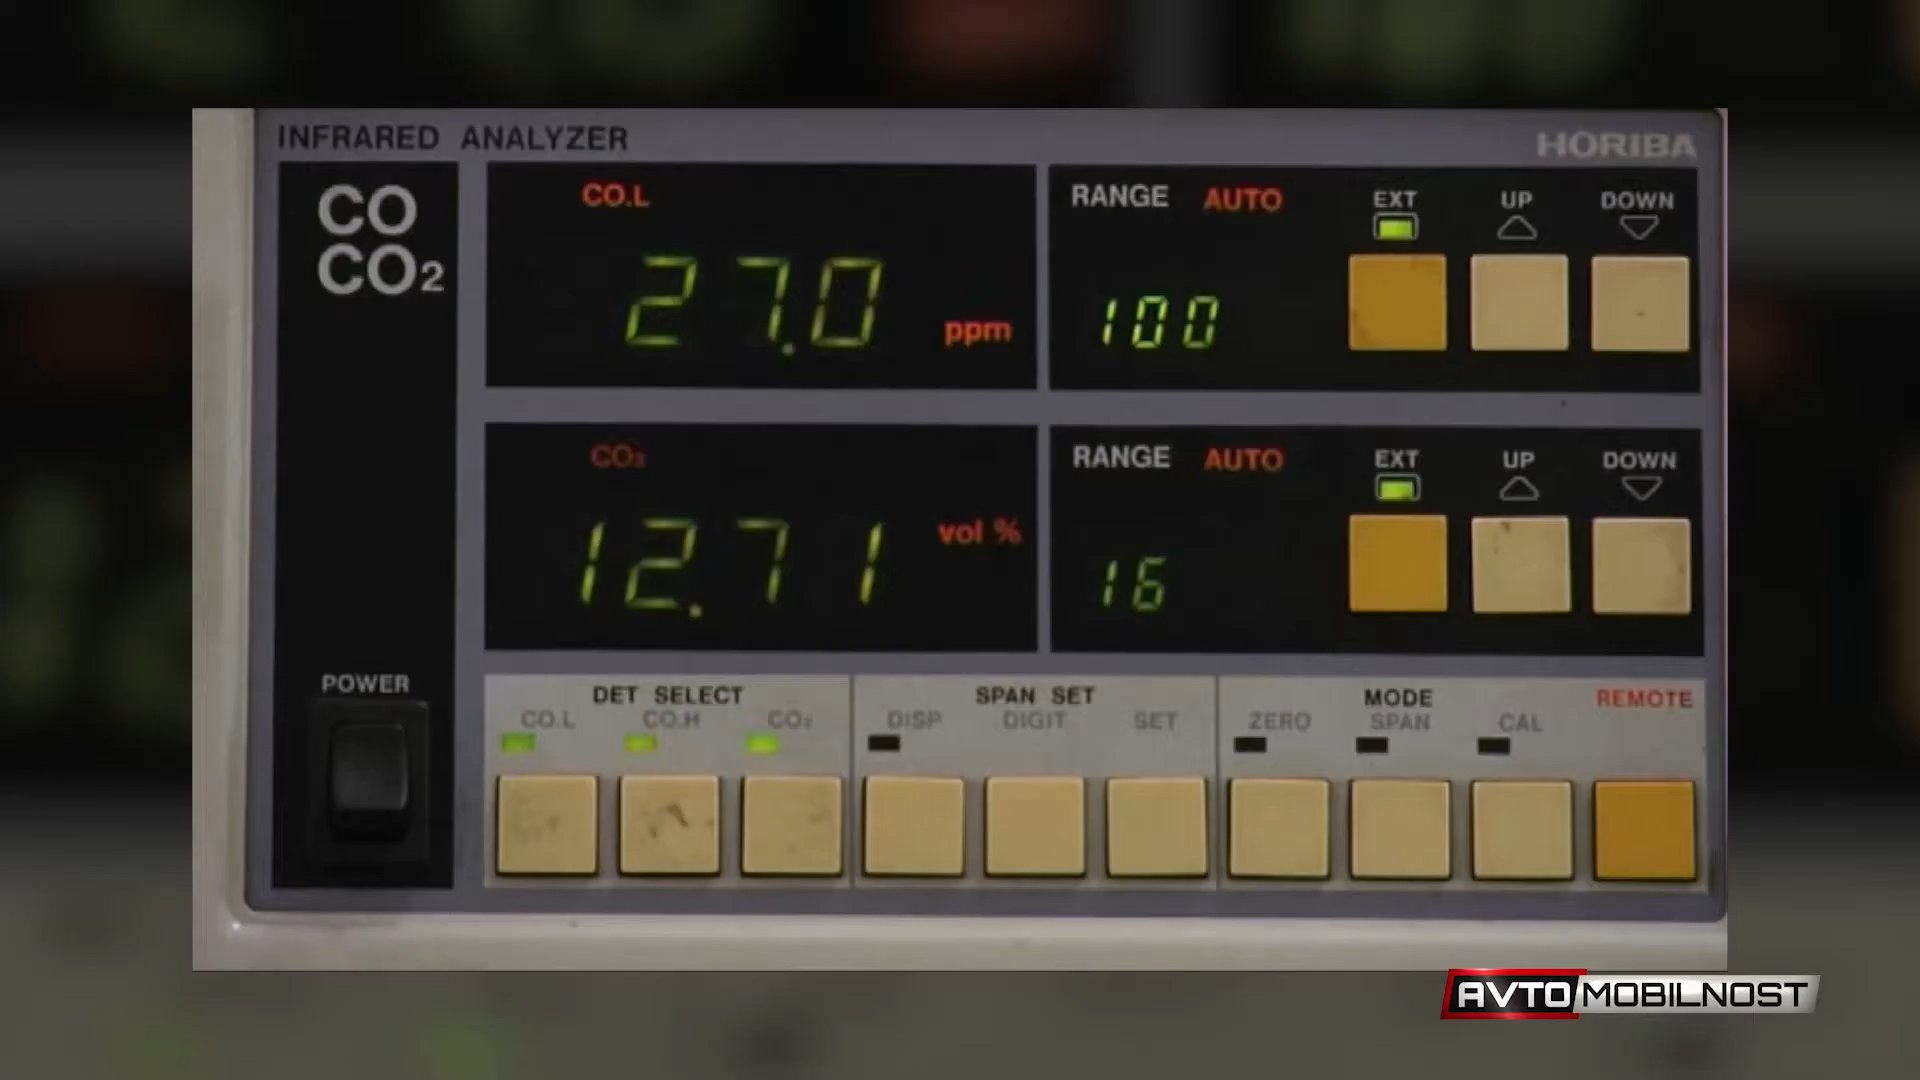 INFRARED ANALYZER
HORIBA
CO
CO2
CO.L
27.0
ppm
RANGE AUTO
100
EXT
UP
DOWN
CO2
12.71
vol %
RANGE AUTO
16
EXT
UP
DOWN
POWER
DET SELECT
CO.L
CO.H
CO2
SPAN SET
DISP
DIGIT
SET
MODE
ZERO
SPAN
CAL
REMOTE
AVTOMOBILNOST